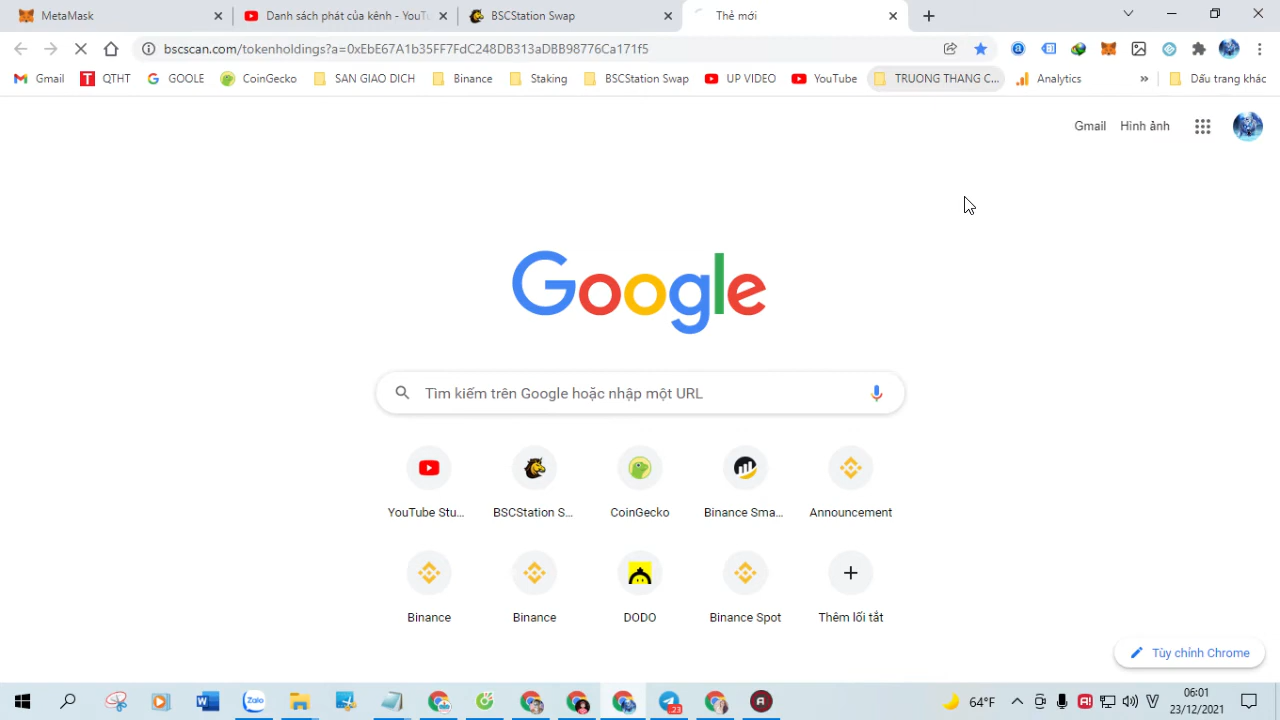 MetaMask
Danh sách phát của kênh - YouT
BSCStation Swap
Thẻ mới
bscscan.com/tokenholdings?a=0xEbE67A1b35FF7FdC248DB313aDBB98776Ca171f5
Gmail
QTHT
GOOLE
CoinGecko
SAN GIAO DICH
Binance
Staking
BSCStation Swap
UP VIDEO
YouTube
TRUONG THANG C...
Analytics
»
Dấu trang khác
Gmail
Hình ảnh
Google
Tìm kiếm trên Google hoặc nhập một URL
YouTube Stu...
BSCStation S...
CoinGecko
Binance Sma...
Announcement
Binance
Binance
DODO
Binance Spot
Thêm lối tắt
Tùy chỉnh Chrome
Zalo
23
64°F
06:01
23/12/2021